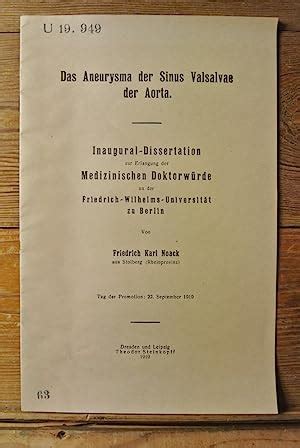 U 19. 949
Das Aneurysma der Sinus Valsalvae
der Aorta.
Inaugural-Dissertation
zur Erlangung der
Medizinischen Doktorwürde
an der
Friedrich-Wilhelms-Universität
zu Berlin
Von
Friedrich Karl Noack
aus Stolberg (Rheinprovinz)
Tag der Promotion: 22. September 1919
Dresden und Leipzig
Theodor Steinkopff
1919
63